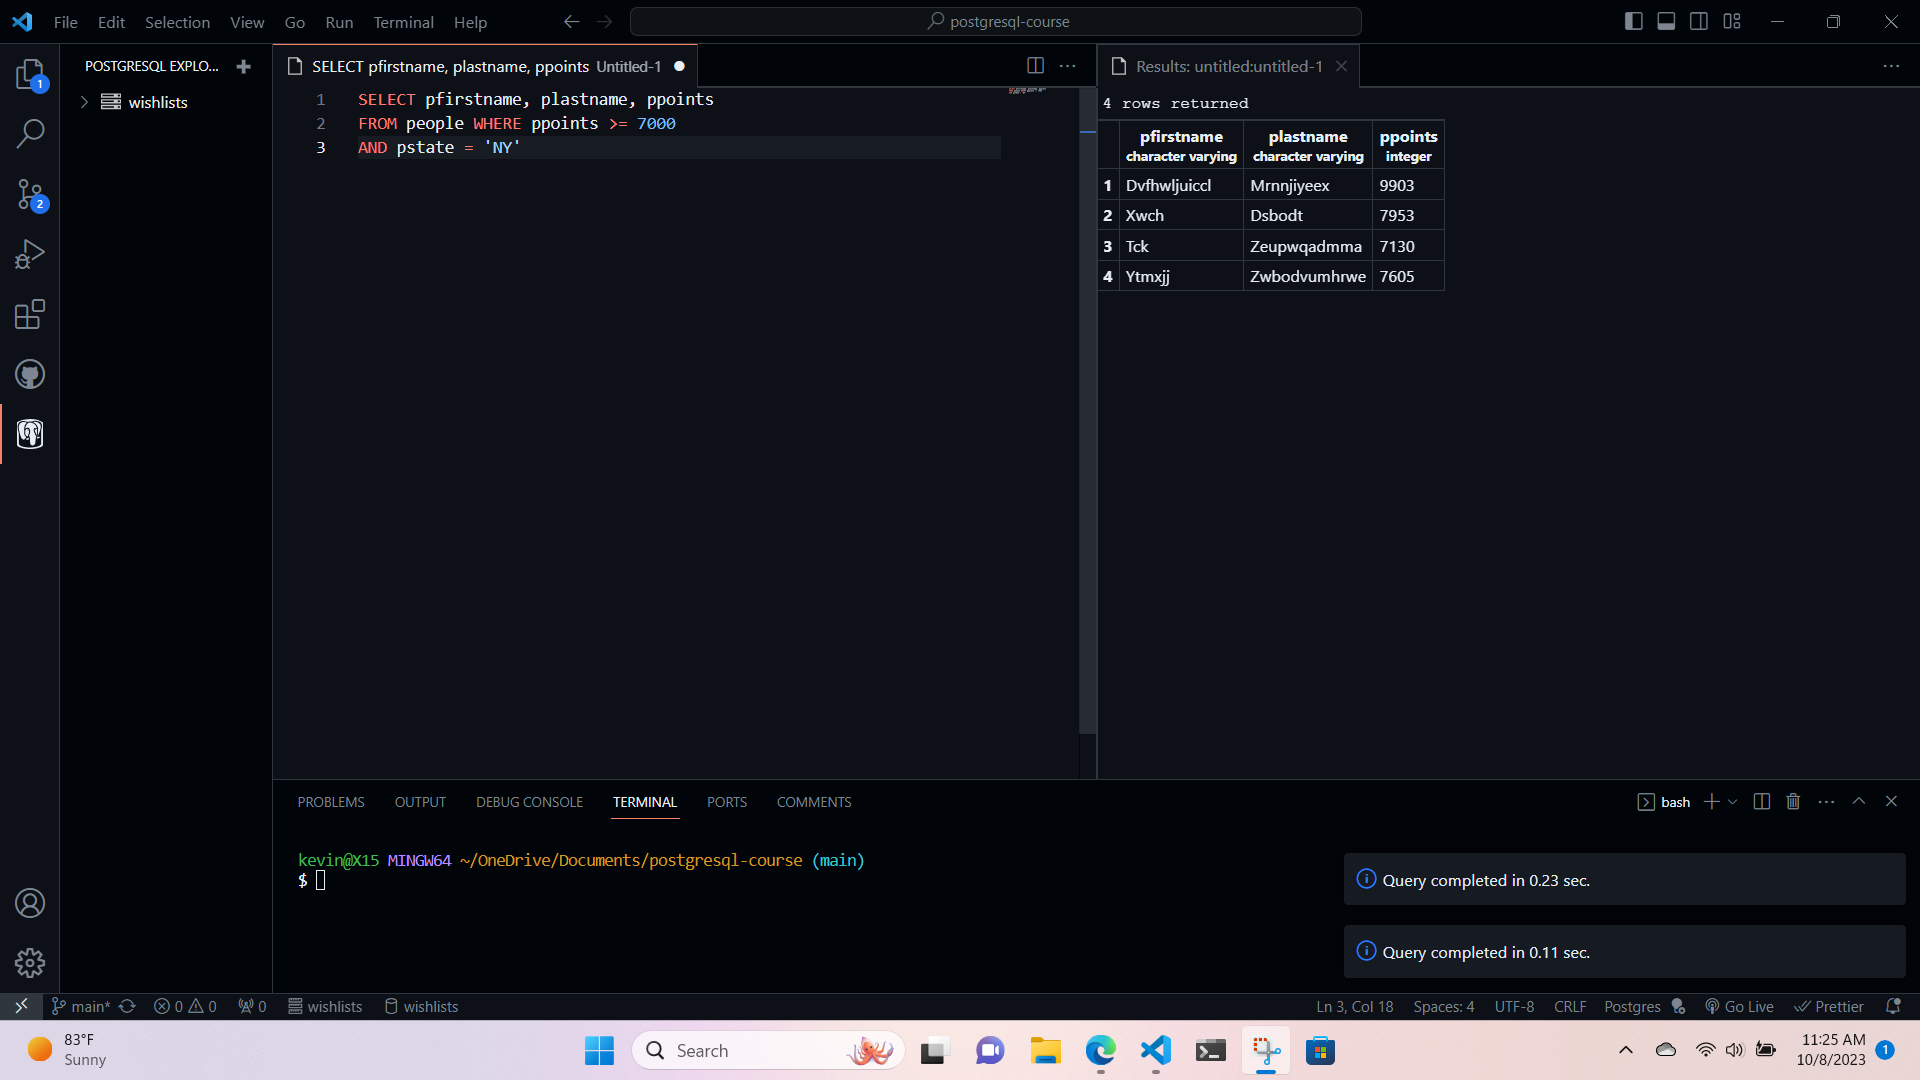 File Edit Selection View Go Run Terminal Help
postgresql-course
POSTGRESQL EXPLO...
wishlists
1
2
SELECT pfirstname, plastname, ppoints Untitled-1
1 SELECT pfirstname, plastname, ppoints
2 FROM people WHERE ppoints >= 7000
3 AND pstate = 'NY'
Results: untitled:untitled-1
4 rows returned
pfirstname plastname ppoints
character varying character varying integer
1 Dvfhwljuiccl Mrnnjiyeex 9903
2 Xwch Dsbodt 7953
3 Tck Zeupwqadmma 7130
4 Ytmxjj Zwbodvumhrwe 7605
PROBLEMS OUTPUT DEBUG CONSOLE TERMINAL PORTS COMMENTS
bash
kevin@X15 MINGW64 ~/OneDrive/Documents/postgresql-course (main)
$
Query completed in 0.23 sec.
Query completed in 0.11 sec.
main* 0 0 0 wishlists wishlists
Ln 3, Col 18 Spaces: 4 UTF-8 CRLF Postgres Go Live Prettier
83°F
Sunny
Search
11:25 AM
10/8/2023
1